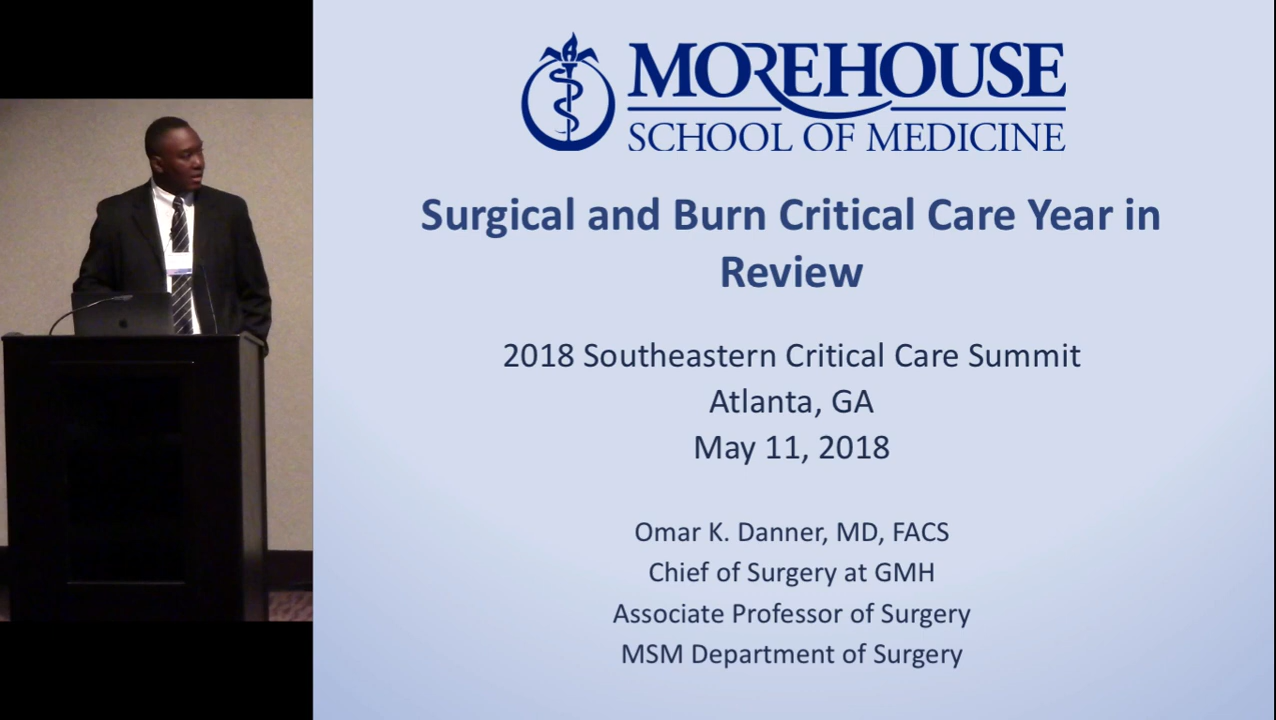 MOREHOUSE
SCHOOL OF MEDICINE
Surgical and Burn Critical Care Year in
Review
2018 Southeastern Critical Care Summit
Atlanta, GA
May 11, 2018
Omar K. Danner, MD, FACS
Chief of Surgery at GMH
Associate Professor of Surgery
MSM Department of Surgery